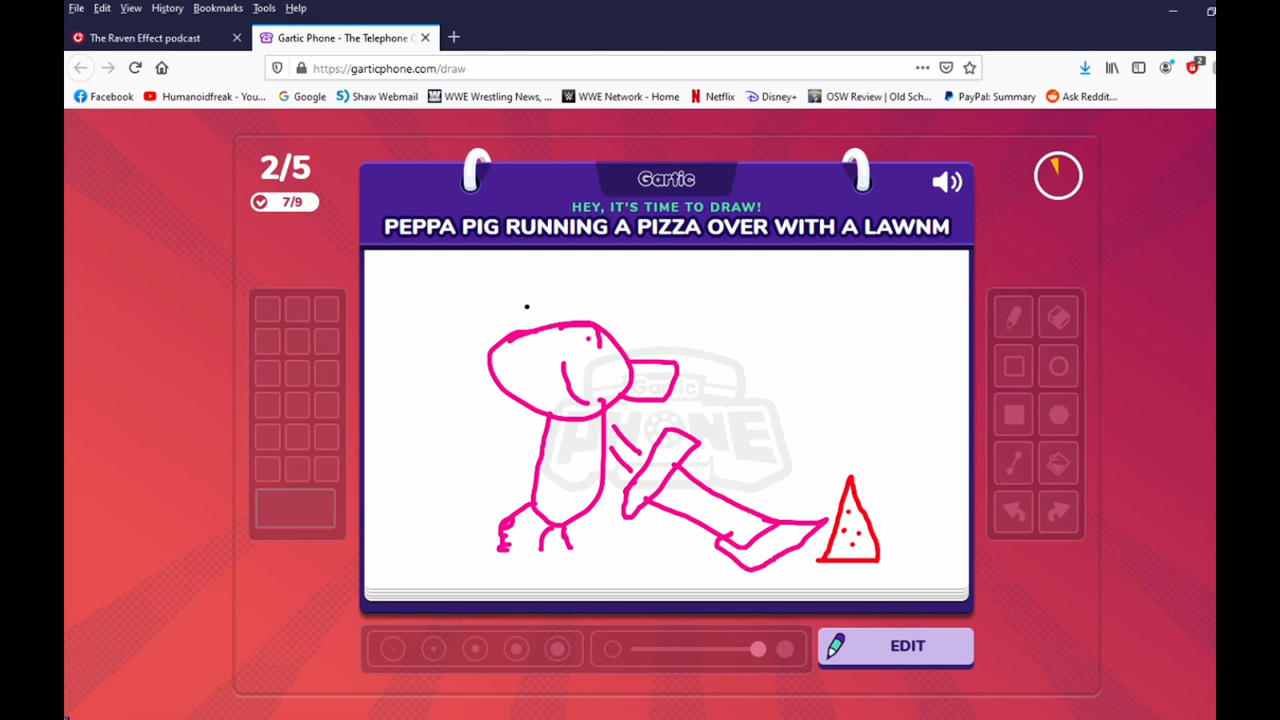 File Edit View History Bookmarks Tools Help
The Raven Effect podcast
Gartic Phone - The Telephone G
https://garticphone.com/draw
Facebook Humanoidfreak - You... Google Shaw Webmail WWE Wrestling News, ... WWE Network - Home Netflix Disney+ OSW Review | Old Sch... PayPal: Summary Ask Reddit...
2/5
7/9
Gartic
HEY, IT'S TIME TO DRAW!
PEPPA PIG RUNNING A PIZZA OVER WITH A LAWNM
Gartic
PHONE
EDIT
2